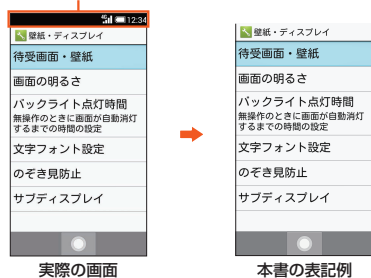 4G 12:34
壁紙・ディスプレイ
待受画面・壁紙
画面の明るさ
バックライト点灯時間
無操作のときに画面が自動消灯
するまでの時間の設定
文字フォント設定
のぞき見防止
サブディスプレイ
実際の画面
壁紙・ディスプレイ
待受画面・壁紙
画面の明るさ
バックライト点灯時間
無操作のときに画面が自動消灯
するまでの時間の設定
文字フォント設定
のぞき見防止
サブディスプレイ
本書の表記例